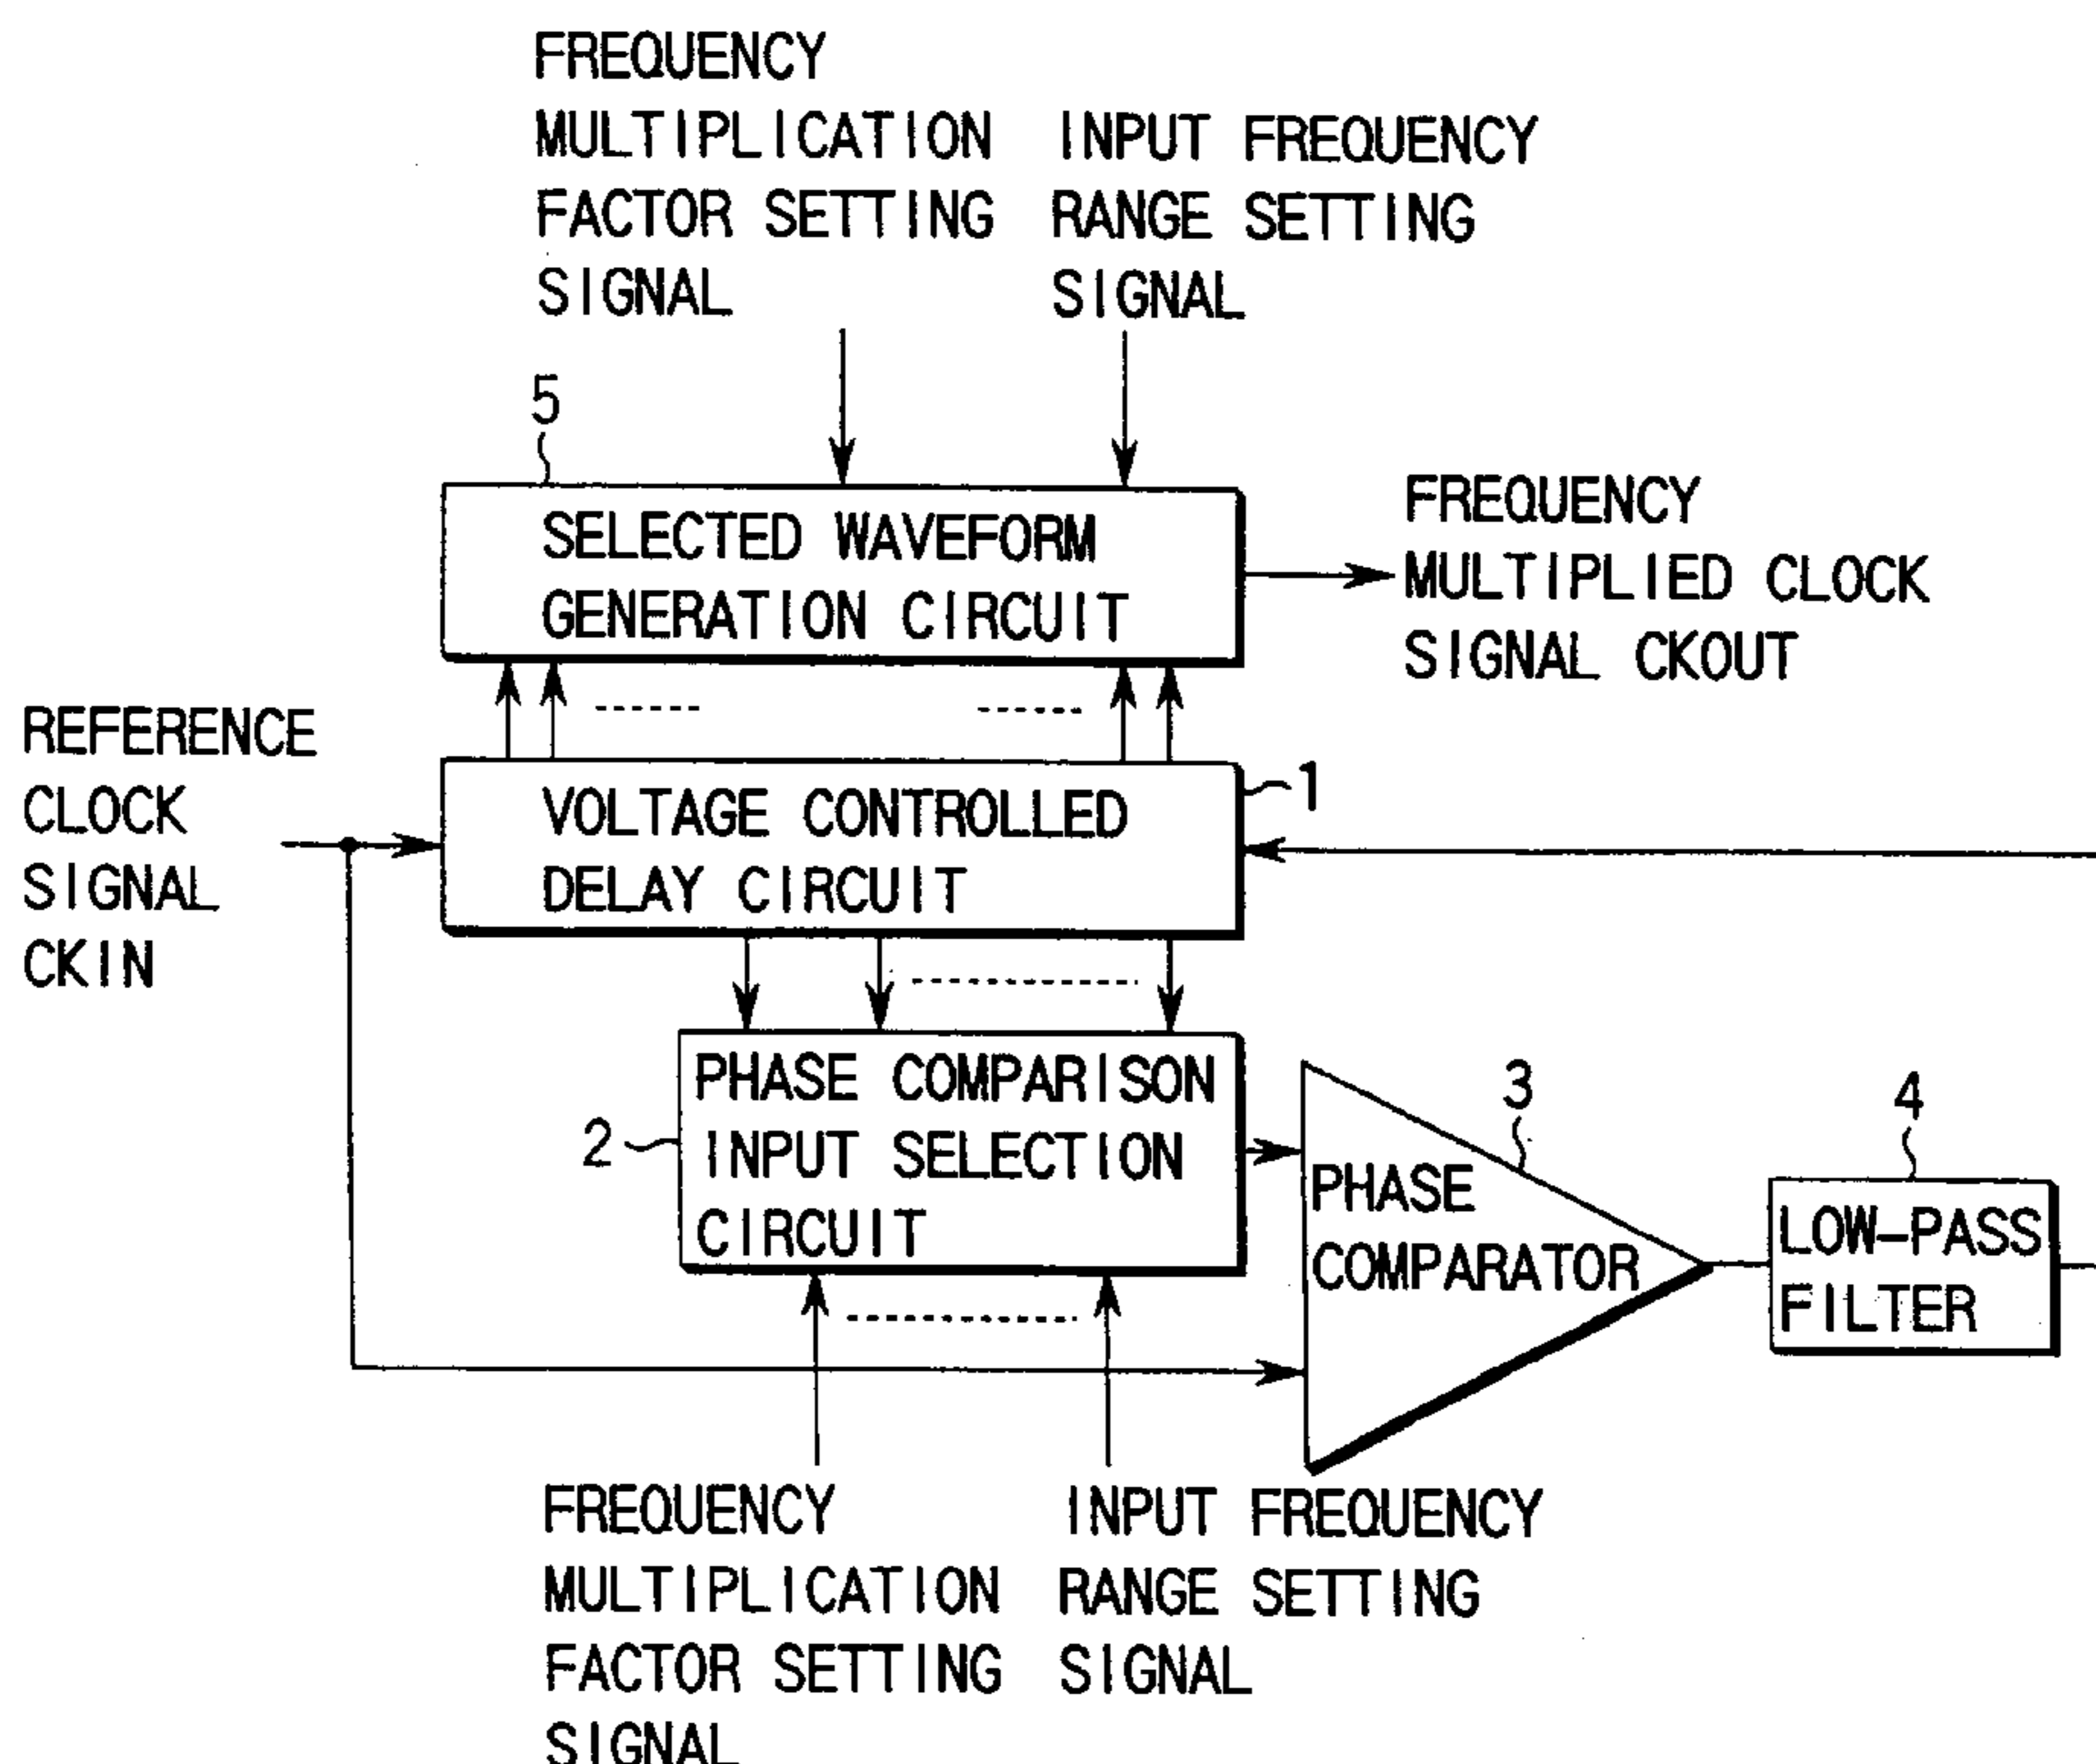 FREQUENCY
MULTIPLICATION
FACTOR SETTING
SIGNAL
INPUT FREQUENCY
RANGE SETTING
SIGNAL
5
SELECTED WAVEFORM
GENERATION CIRCUIT
FREQUENCY
MULTIPLIED CLOCK
SIGNAL CKOUT
REFERENCE
CLOCK
SIGNAL
CKIN
1
VOLTAGE CONTROLLED
DELAY CIRCUIT
2
PHASE COMPARISON
INPUT SELECTION
CIRCUIT
3
PHASE
COMPARATOR
4
LOW-PASS
FILTER
FREQUENCY
MULTIPLICATION
FACTOR SETTING
SIGNAL
INPUT FREQUENCY
RANGE SETTING
SIGNAL